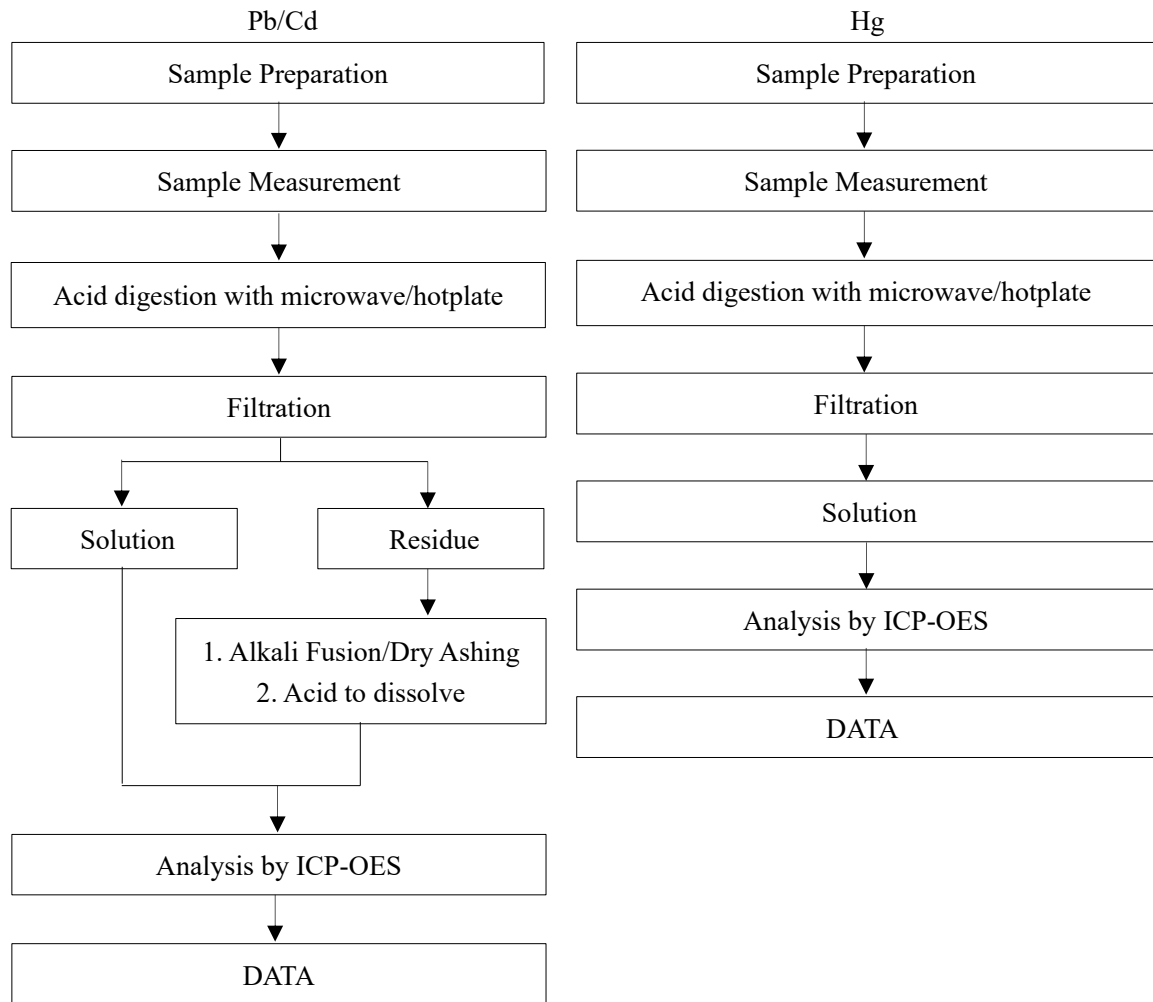 Pb/Cd
Sample Preparation
Sample Measurement
Acid digestion with microwave/hotplate
Filtration
Solution
Residue
1. Alkali Fusion/Dry Ashing
2. Acid to dissolve
Analysis by ICP-OES
DATA
Hg
Sample Preparation
Sample Measurement
Acid digestion with microwave/hotplate
Filtration
Solution
Analysis by ICP-OES
DATA